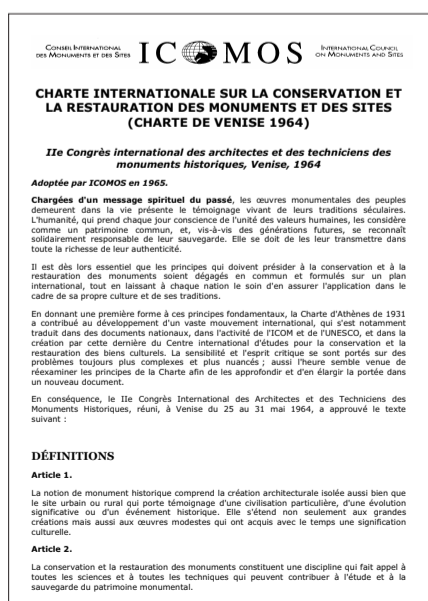 CONSEIL INTERNATIONAL
DES MONUMENTS ET DES SITES
ICOMOS
INTERNATIONAL COUNCIL
ON MONUMENTS AND SITES
CHARTE INTERNATIONALE SUR LA CONSERVATION ET
LA RESTAURATION DES MONUMENTS ET DES SITES
(CHARTE DE VENISE 1964)
IIe Congrès international des architectes et des techniciens des
monuments historiques, Venise, 1964
Adoptée par ICOMOS en 1965.
Chargées d'un message spirituel du passé, les œuvres monumentales des peuples
demeurent dans la vie présente le témoignage vivant de leurs traditions séculaires.
L'humanité, qui prend chaque jour conscience de l'unité des valeurs humaines, les considère
comme un patrimoine commun, et, vis-à-vis des générations futures, se reconnaît
solidairement responsable de leur sauvegarde. Elle se doit de les leur transmettre dans
toute la richesse de leur authenticité.
Il est dès lors essentiel que les principes qui doivent présider à la conservation et à la
restauration des monuments soient dégagés en commun et formulés sur un plan
international, tout en laissant à chaque nation le soin d'en assurer l'application dans le
cadre de sa propre culture et de ses traditions.
En donnant une première forme à ces principes fondamentaux, la Charte d'Athènes de 1931
a contribué au développement d'un vaste mouvement international, qui s'est notamment
traduit dans des documents nationaux, dans l'activité de l'ICOM et de l'UNESCO, et dans la
création par cette dernière du Centre international d'études pour la conservation et la
restauration des biens culturels. La sensibilité et l'esprit critique se sont portés sur des
problèmes toujours plus complexes et plus nuancés ; aussi l'heure semble venue de
réexaminer les principes de la Charte afin de les approfondir et d'en élargir la portée dans
un nouveau document.
En conséquence, le IIe Congrès International des Architectes et des Techniciens des
Monuments Historiques, réuni, à Venise du 25 au 31 mai 1964, a approuvé le texte
suivant :
DÉFINITIONS
Article 1.
La notion de monument historique comprend la création architecturale isolée aussi bien que
le site urbain ou rural qui porte témoignage d'une civilisation particulière, d'une évolution
significative ou d'un événement historique. Elle s'étend non seulement aux grandes
créations mais aussi aux œuvres modestes qui ont acquis avec le temps une signification
culturelle.
Article 2.
La conservation et la restauration des monuments constituent une discipline qui fait appel à
toutes les sciences et à toutes les techniques qui peuvent contribuer à l'étude et à la
sauvegarde du patrimoine monumental.